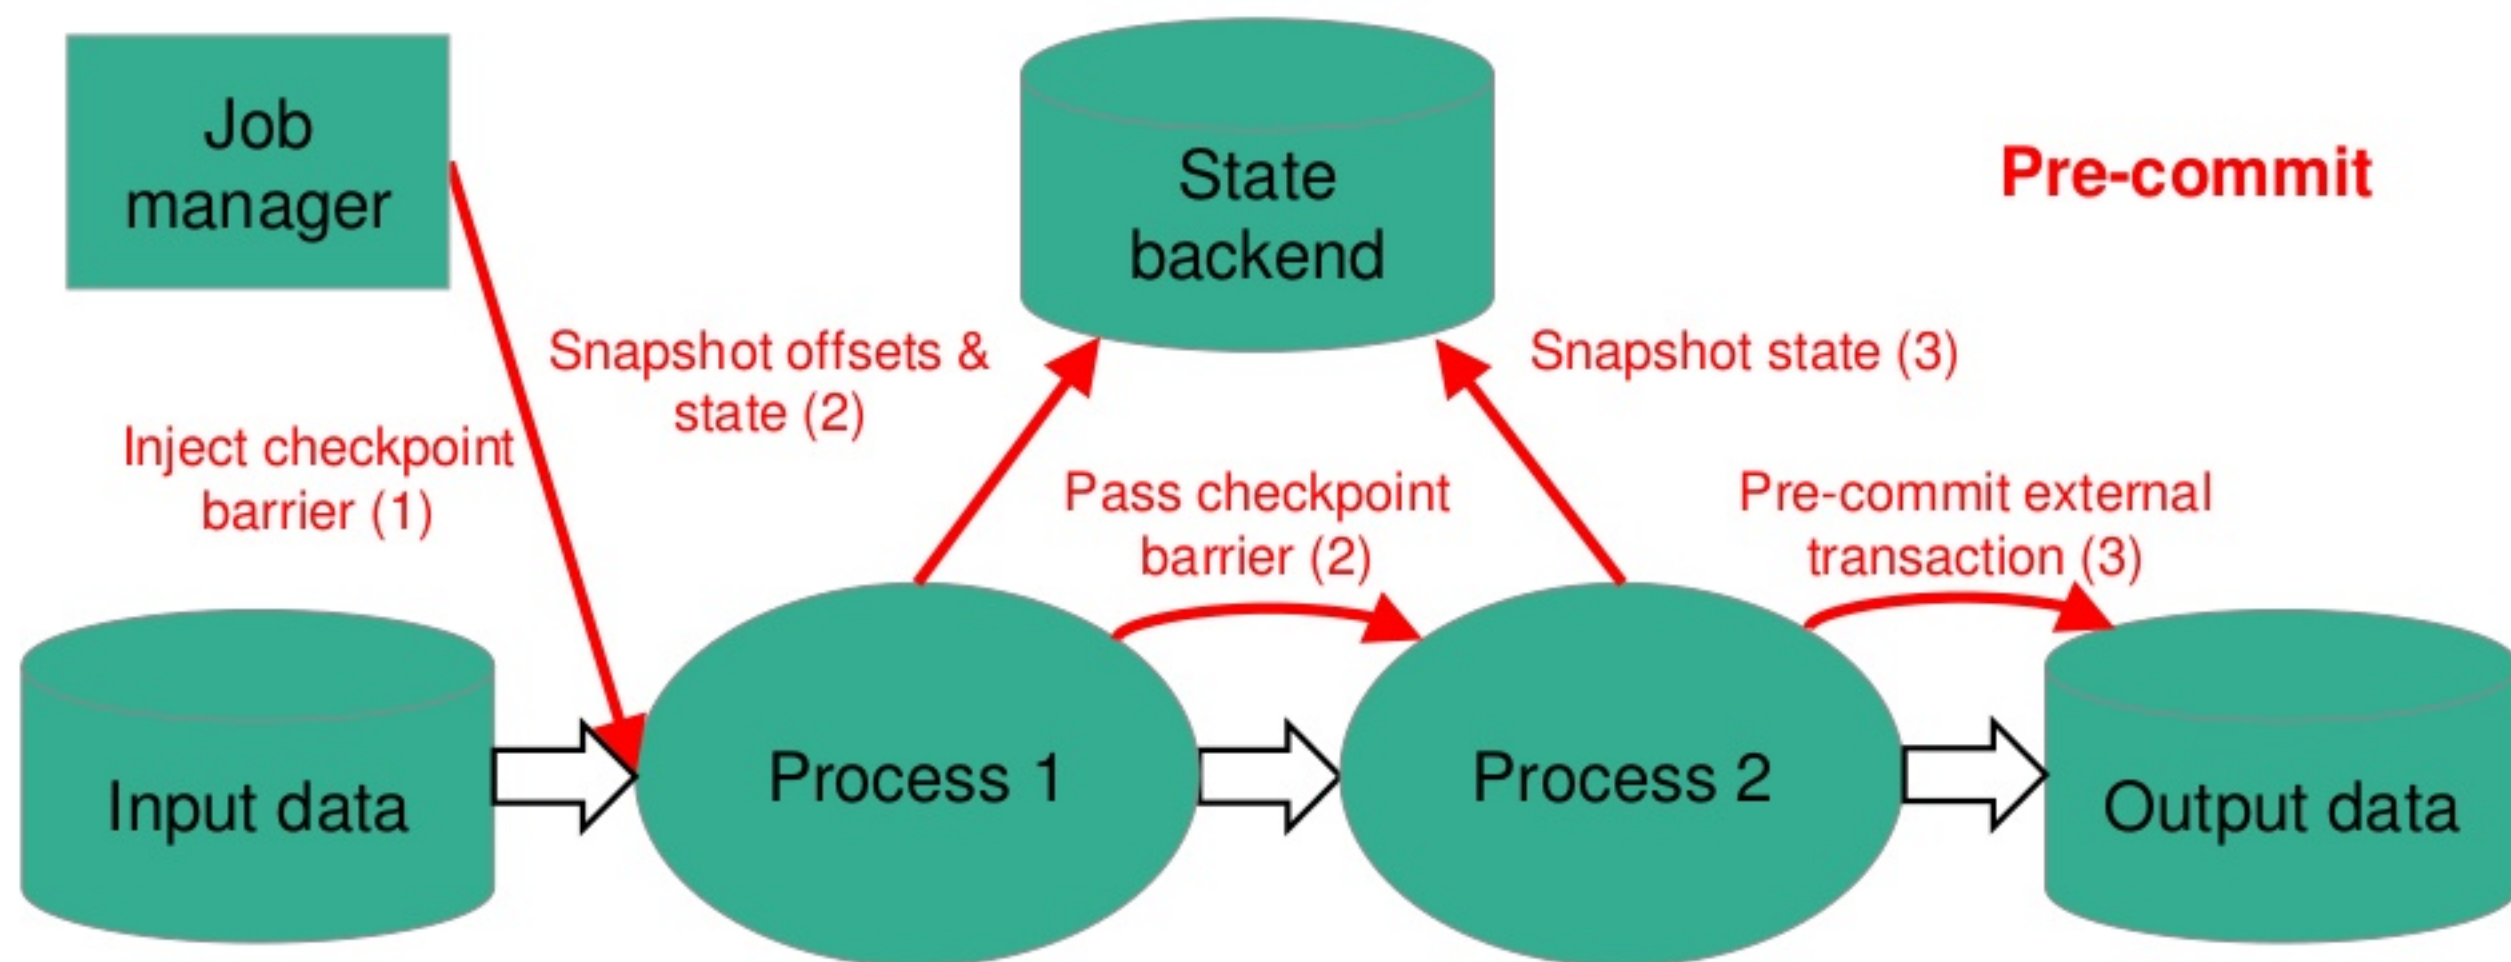 Job
manager
State
backend
Pre-commit
Snapshot offsets &
state (2)
Snapshot state (3)
Inject checkpoint
barrier (1)
Pass checkpoint
barrier (2)
Pre-commit external
transaction (3)
Input data
Process 1
Process 2
Output data